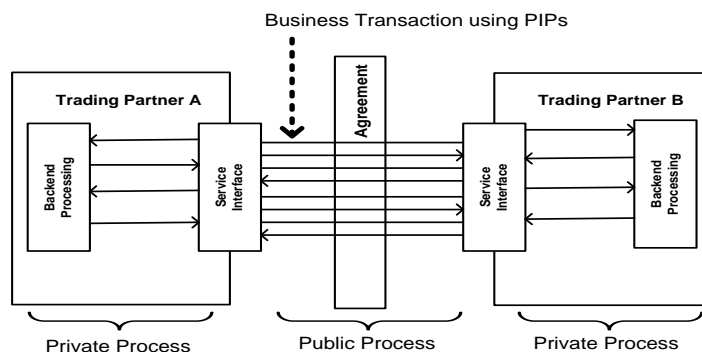 Business Transaction using PIPs
Trading Partner A
Agreement
Trading Partner B
Backend
Processing
Service
Interface
Service
Interface
Backend
Processing
Private Process
Public Process
Private Process